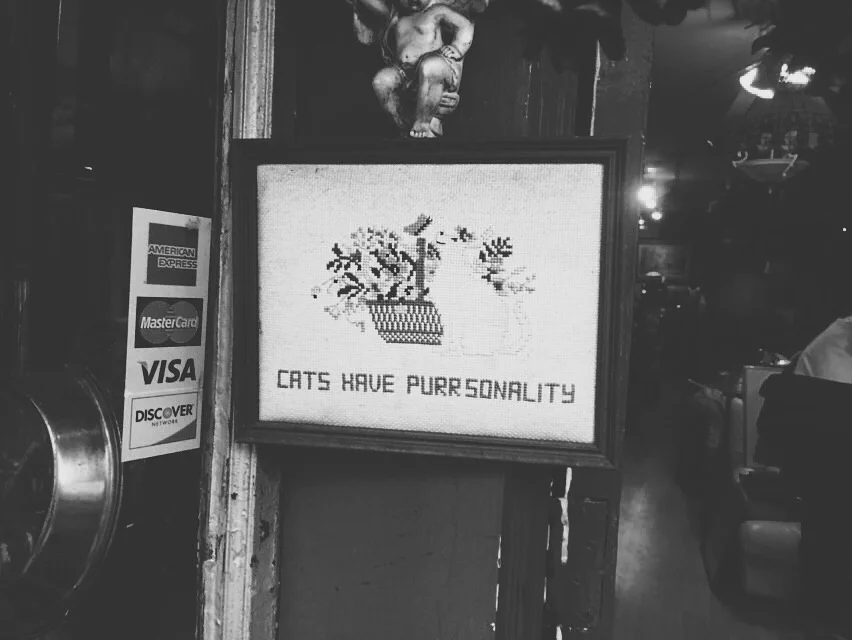 AMERICAN
EXPRESS
MasterCard
VISA
DISCOVER
NETWORK
CATS HAVE PURRSONALITY